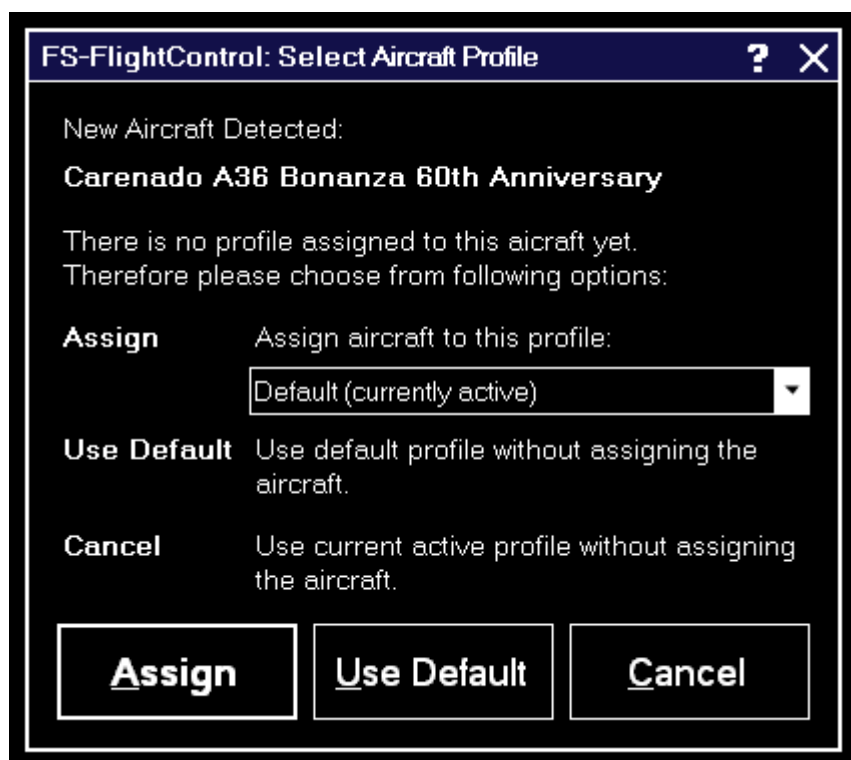 FS-FlightControl: Select Aircraft Profile ? X
New Aircraft Detected:
Carenado A36 Bonanza 60th Anniversary
There is no profile assigned to this aicraft yet.
Therefore please choose from following options:
Assign Assign aircraft to this profile:
Default (currently active)
Use Default Use default profile without assigning the
aircraft.
Cancel Use current active profile without assigning
the aircraft.
Assign Use Default Cancel